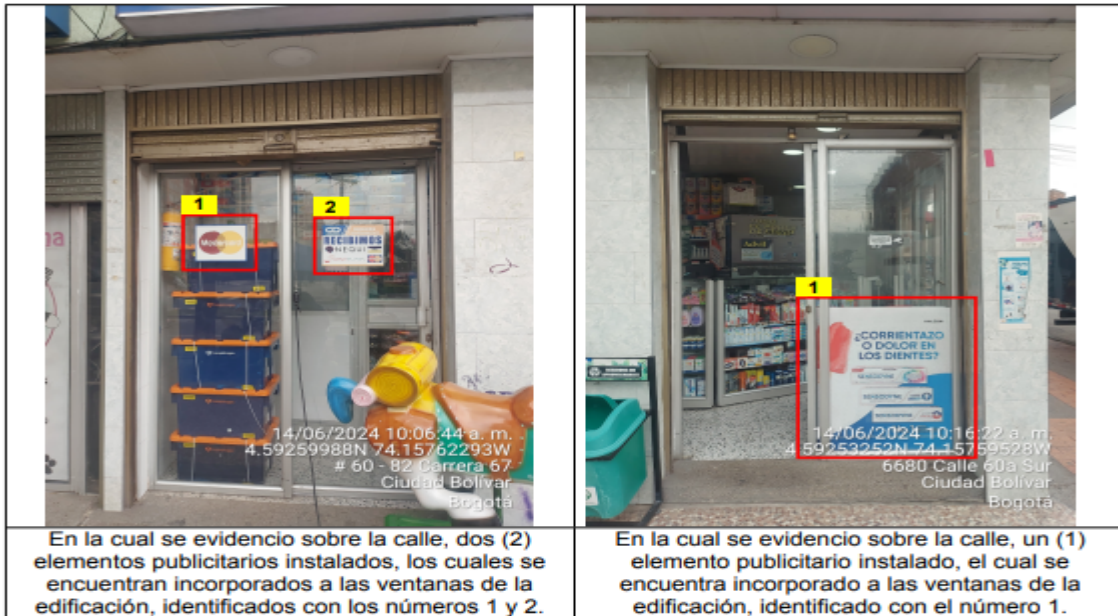 1
2
MasterCard
RECIBIMOS
NEQUI
14/06/2024 10:06:44 a. m.
4.59259988N 74.15762293W
# 60 - 82 Carrera 67
Ciudad Bolívar
Bogotá
En la cual se evidencio sobre la calle, dos (2)
elementos publicitarios instalados, los cuales se
encuentran incorporados a las ventanas de la
edificación, identificados con los números 1 y 2.
1
Advil
¿CORRIENTAZO
O DOLOR EN
LOS DIENTES?
SENSODYNE
14/06/2024 10:16:22 a. m.
4.59253252N 74.15759528W
6680 Calle 60a Sur
Ciudad Bolívar
Bogotá
En la cual se evidencio sobre la calle, un (1)
elemento publicitario instalado, el cual se
encuentra incorporado a las ventanas de la
edificación, identificado con el número 1.